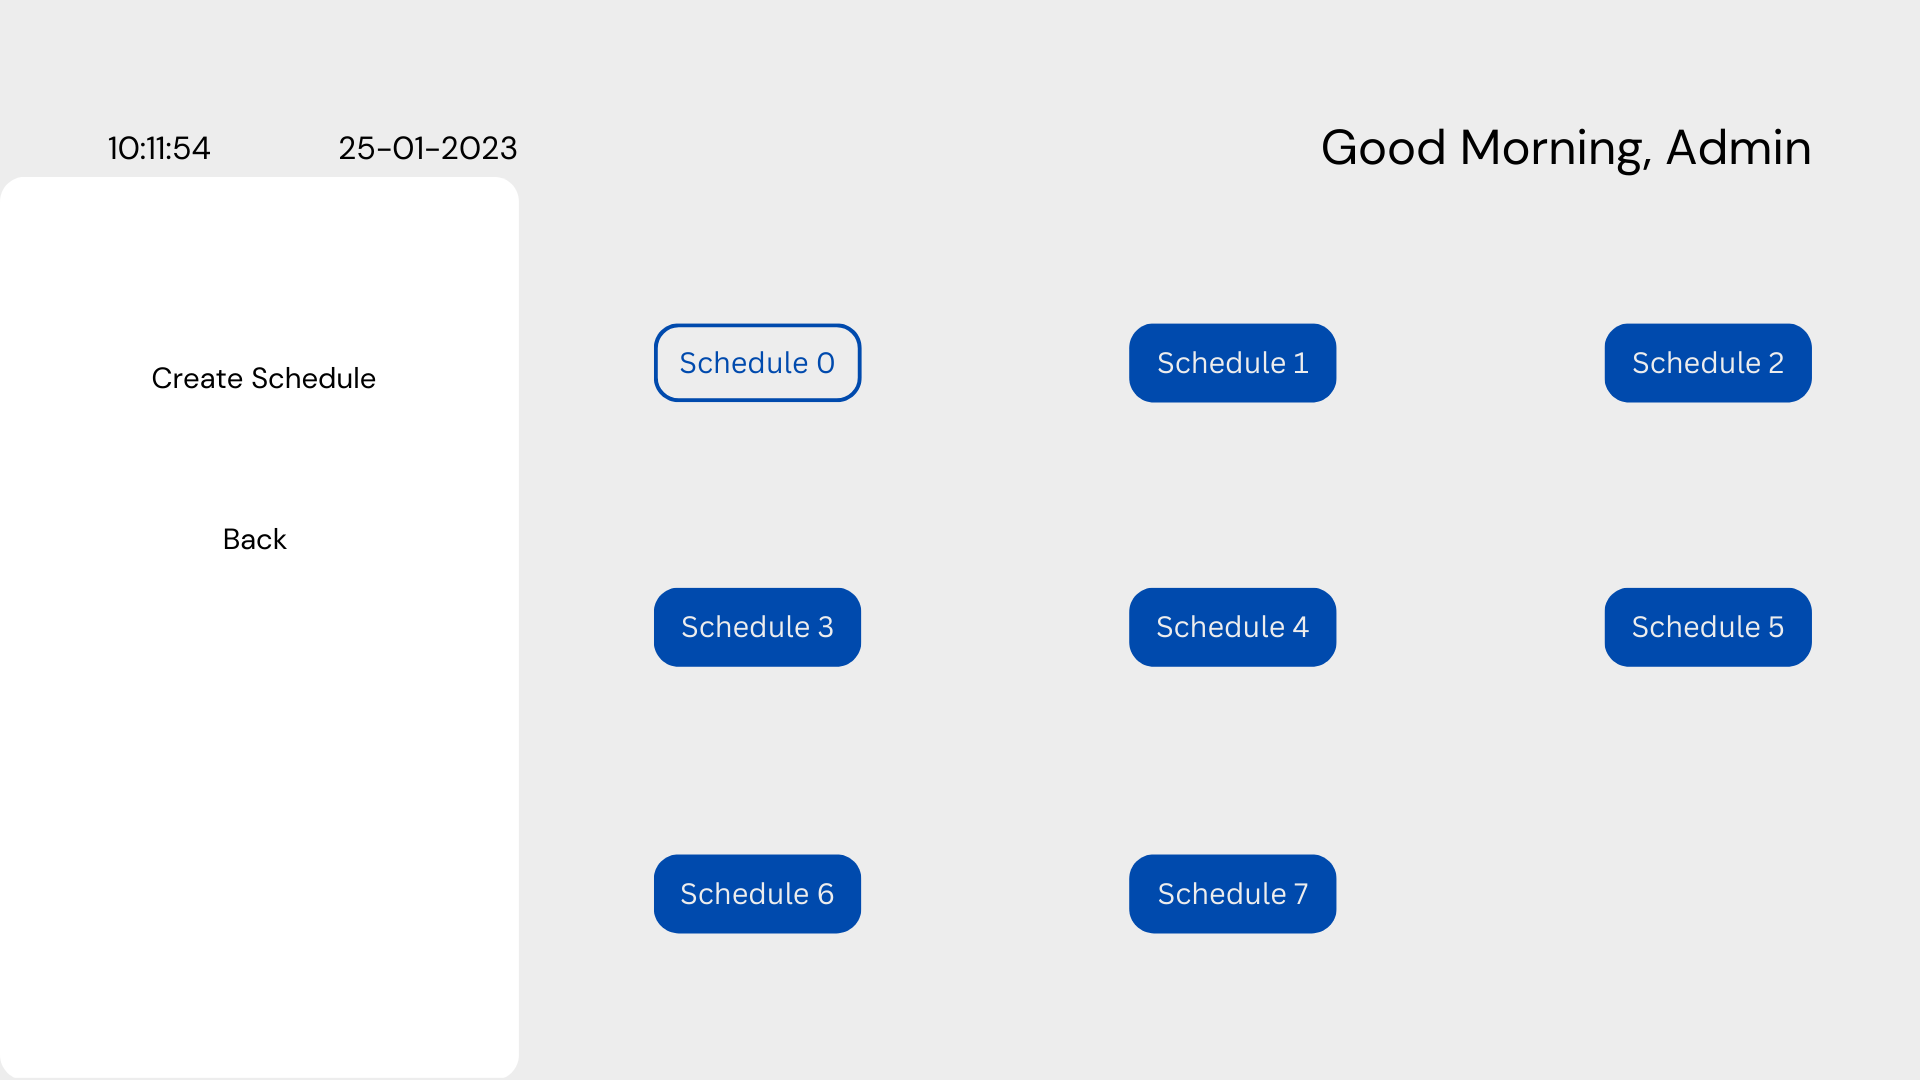 10:11:54
25-01-2023
Good Morning, Admin
Create Schedule
Back
Schedule 0
Schedule 1
Schedule 2
Schedule 3
Schedule 4
Schedule 5
Schedule 6
Schedule 7